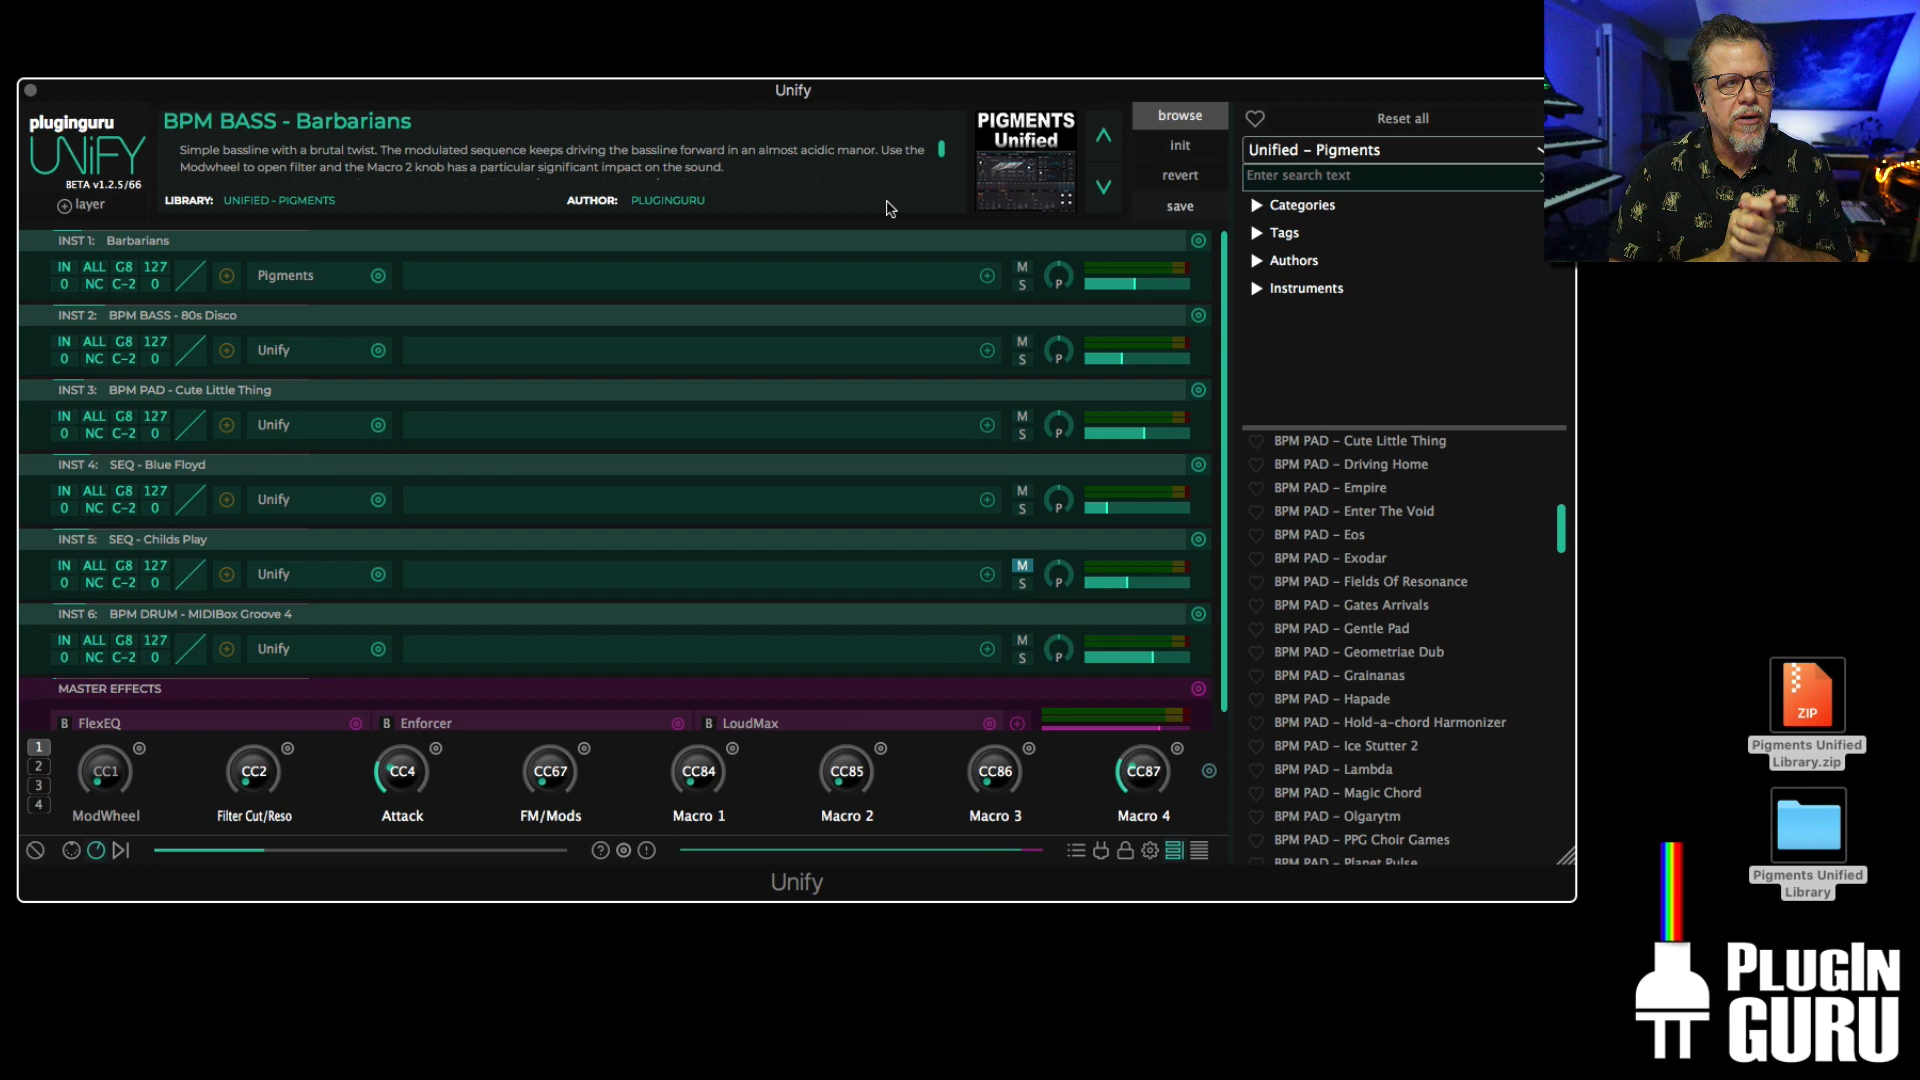 Unify
pluginguru
UNiFY
BETA v1.2.5/66
layer
BPM BASS - Barbarians
Simple bassline with a brutal twist. The modulated sequence keeps driving the bassline forward in an almost acidic manor. Use the
Modwheel to open filter and the Macro 2 knob has a particular significant impact on the sound.
LIBRARY: UNIFIED - PIGMENTS AUTHOR: PLUGINGURU
PIGMENTS
Unified
browse
init
revert
save
Reset all
Unified – Pigments
Enter search text
Categories
Tags
Authors
Instruments
INST 1: Barbarians
IN ALL G8 127
0 NC C-2 0
Pigments
M
S
P
INST 2: BPM BASS - 80s Disco
IN ALL G8 127
0 NC C-2 0
Unify
M
S
P
INST 3: BPM PAD - Cute Little Thing
IN ALL G8 127
0 NC C-2 0
Unify
M
S
P
INST 4: SEQ - Blue Floyd
IN ALL G8 127
0 NC C-2 0
Unify
M
S
P
INST 5: SEQ - Childs Play
IN ALL G8 127
0 NC C-2 0
Unify
M
S
P
INST 6: BPM DRUM - MIDIBox Groove 4
IN ALL G8 127
0 NC C-2 0
Unify
M
S
P
MASTER EFFECTS
B FlexEQ B Enforcer B LoudMax
1
2
3
4
CC1 CC2 CC4 CC67 CC84 CC85 CC86 CC87
ModWheel Filter Cut/Reso Attack FM/Mods Macro 1 Macro 2 Macro 3 Macro 4
Unify
BPM PAD – Cute Little Thing
BPM PAD – Driving Home
BPM PAD – Empire
BPM PAD – Enter The Void
BPM PAD – Eos
BPM PAD – Exodar
BPM PAD – Fields Of Resonance
BPM PAD – Gates Arrivals
BPM PAD – Gentle Pad
BPM PAD – Geometriae Dub
BPM PAD – Grainanas
BPM PAD – Hapade
BPM PAD – Hold-a-chord Harmonizer
BPM PAD – Ice Stutter 2
BPM PAD – Lambda
BPM PAD – Magic Chord
BPM PAD – Olgarytm
BPM PAD – PPG Choir Games
BPM PAD – Planet Pulse
ZIP
Pigments Unified
Library.zip
Pigments Unified
Library
PLUGIN
GURU